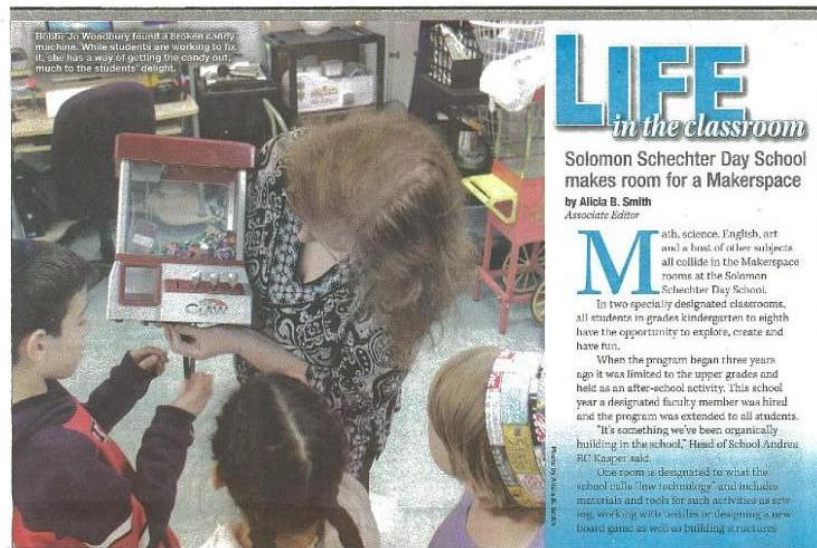 Bobbie Jo Woodbury found a broken candy
machine. While students are working to fix
it, she has a way of getting the candy out,
much to the students' delight.
CLAW
Photo by Alicia B. Smith
LIFE
in the classroom
Solomon Schechter Day School
makes room for a Makerspace
by Alicia B. Smith
Associate Editor
Math, science, English, art
and a host of other subjects
all collide in the Makerspace
rooms at the Solomon
Schechter Day School.
In two specially designated classrooms,
all students in grades kindergarten to eighth
have the opportunity to explore, create and
have fun.
When the program began three years
ago it was limited to the upper grades and
held as an after-school activity. This school
year a designated faculty member was hired
and the program was extended to all students.
"It's something we've been organically
building in the school," Head of School Andrea
RC Kasper said.
One room is designated to what the
school calls "low technology" and includes
materials and tools for such activities as sew-
ing, working with textiles or designing a new
board game as well as building structures